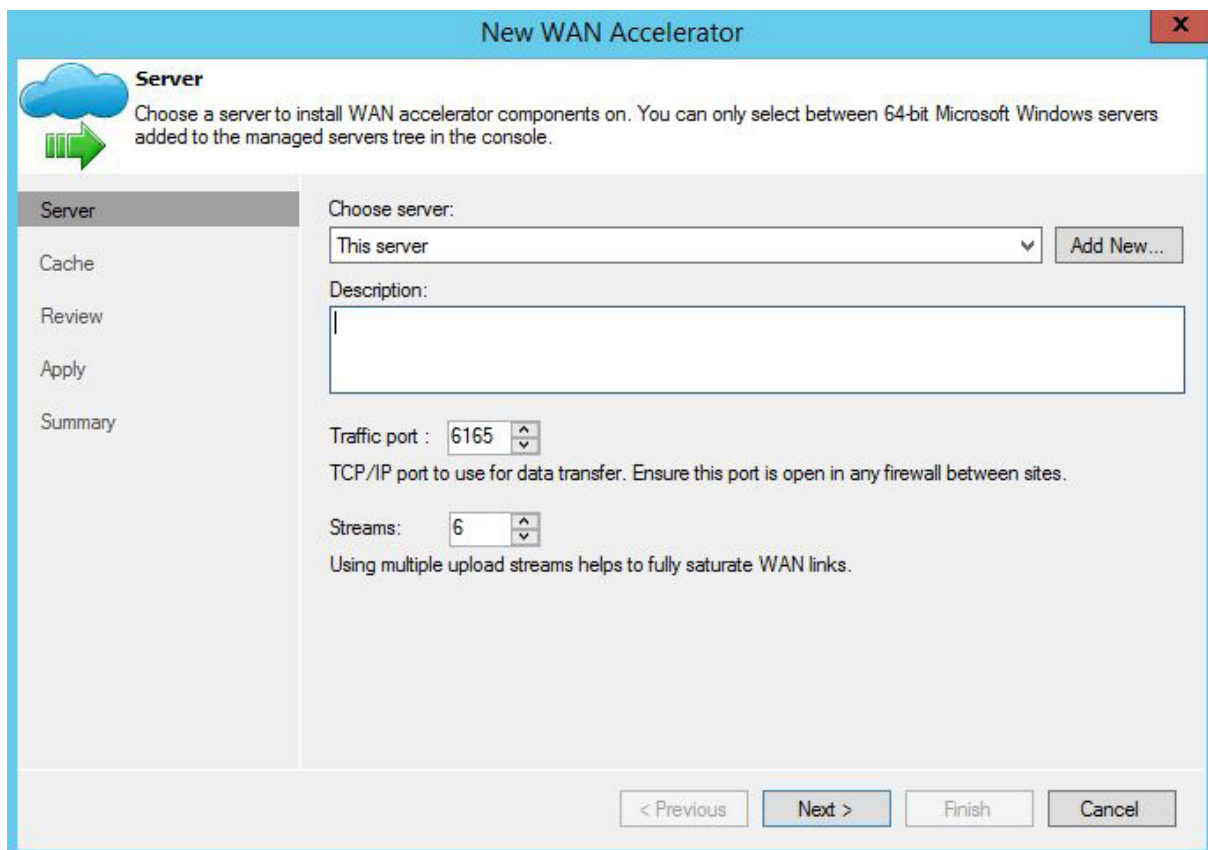 New WAN Accelerator
X
Server
Choose a server to install WAN accelerator components on. You can only select between 64-bit Microsoft Windows servers
added to the managed servers tree in the console.
Server
Cache
Review
Apply
Summary
Choose server:
This server
Add New...
Description:
Traffic port : 6165
TCP/IP port to use for data transfer. Ensure this port is open in any firewall between sites.
Streams: 6
Using multiple upload streams helps to fully saturate WAN links.
< Previous
Next >
Finish
Cancel